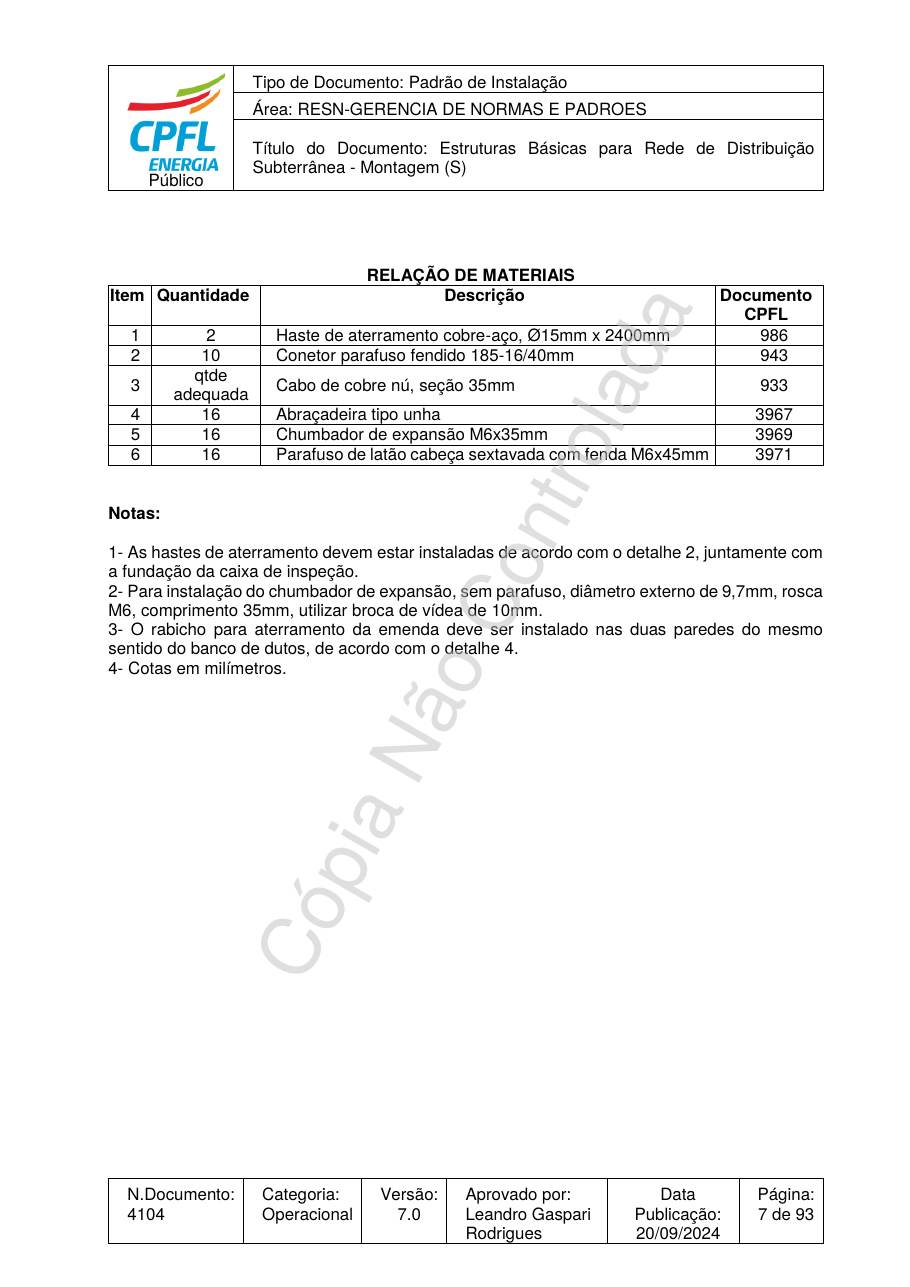 CPFL
ENERGIA
Público
Tipo de Documento: Padrão de Instalação
Área: RESN-GERENCIA DE NORMAS E PADROES
Título do Documento: Estruturas Básicas para Rede de Distribuição
Subterrânea - Montagem (S)
RELAÇÃO DE MATERIAIS
Item Quantidade Descrição Documento
CPFL
1 2 Haste de aterramento cobre-aço, Ø15mm x 2400mm 986
2 10 Conetor parafuso fendido 185-16/40mm 943
3 qtde adequada Cabo de cobre nú, seção 35mm 933
4 16 Abraçadeira tipo unha 3967
5 16 Chumbador de expansão M6x35mm 3969
6 16 Parafuso de latão cabeça sextavada com fenda M6x45mm 3971
Notas:
1- As hastes de aterramento devem estar instaladas de acordo com o detalhe 2, juntamente com
a fundação da caixa de inspeção.
2- Para instalação do chumbador de expansão, sem parafuso, diâmetro externo de 9,7mm, rosca
M6, comprimento 35mm, utilizar broca de vídea de 10mm.
3- O rabicho para aterramento da emenda deve ser instalado nas duas paredes do mesmo
sentido do banco de dutos, de acordo com o detalhe 4.
4- Cotas em milímetros.
Cópia Não Controlada
N.Documento: Categoria: Versão: Aprovado por: Data Página:
4104 Operacional 7.0 Leandro Gaspari Publicação: 7 de 93
Rodrigues 20/09/2024